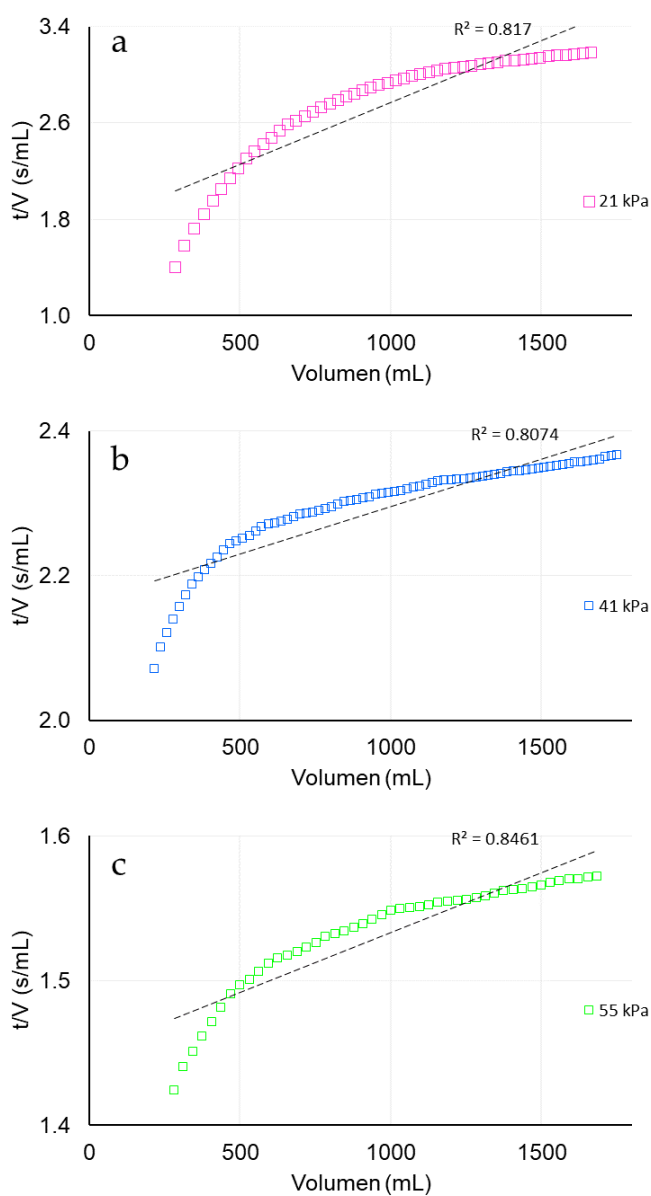 a
R² = 0.817
3.4
2.6
1.8
1.0
t/V (s/mL)
21 kPa
0 500 1000 1500
Volumen (mL)
b
R² = 0.8074
2.4
2.2
2.0
t/V (s/mL)
41 kPa
0 500 1000 1500
Volumen (mL)
c
R² = 0.8461
1.6
1.5
1.4
t/V (s/mL)
55 kPa
0 500 1000 1500
Volumen (mL)